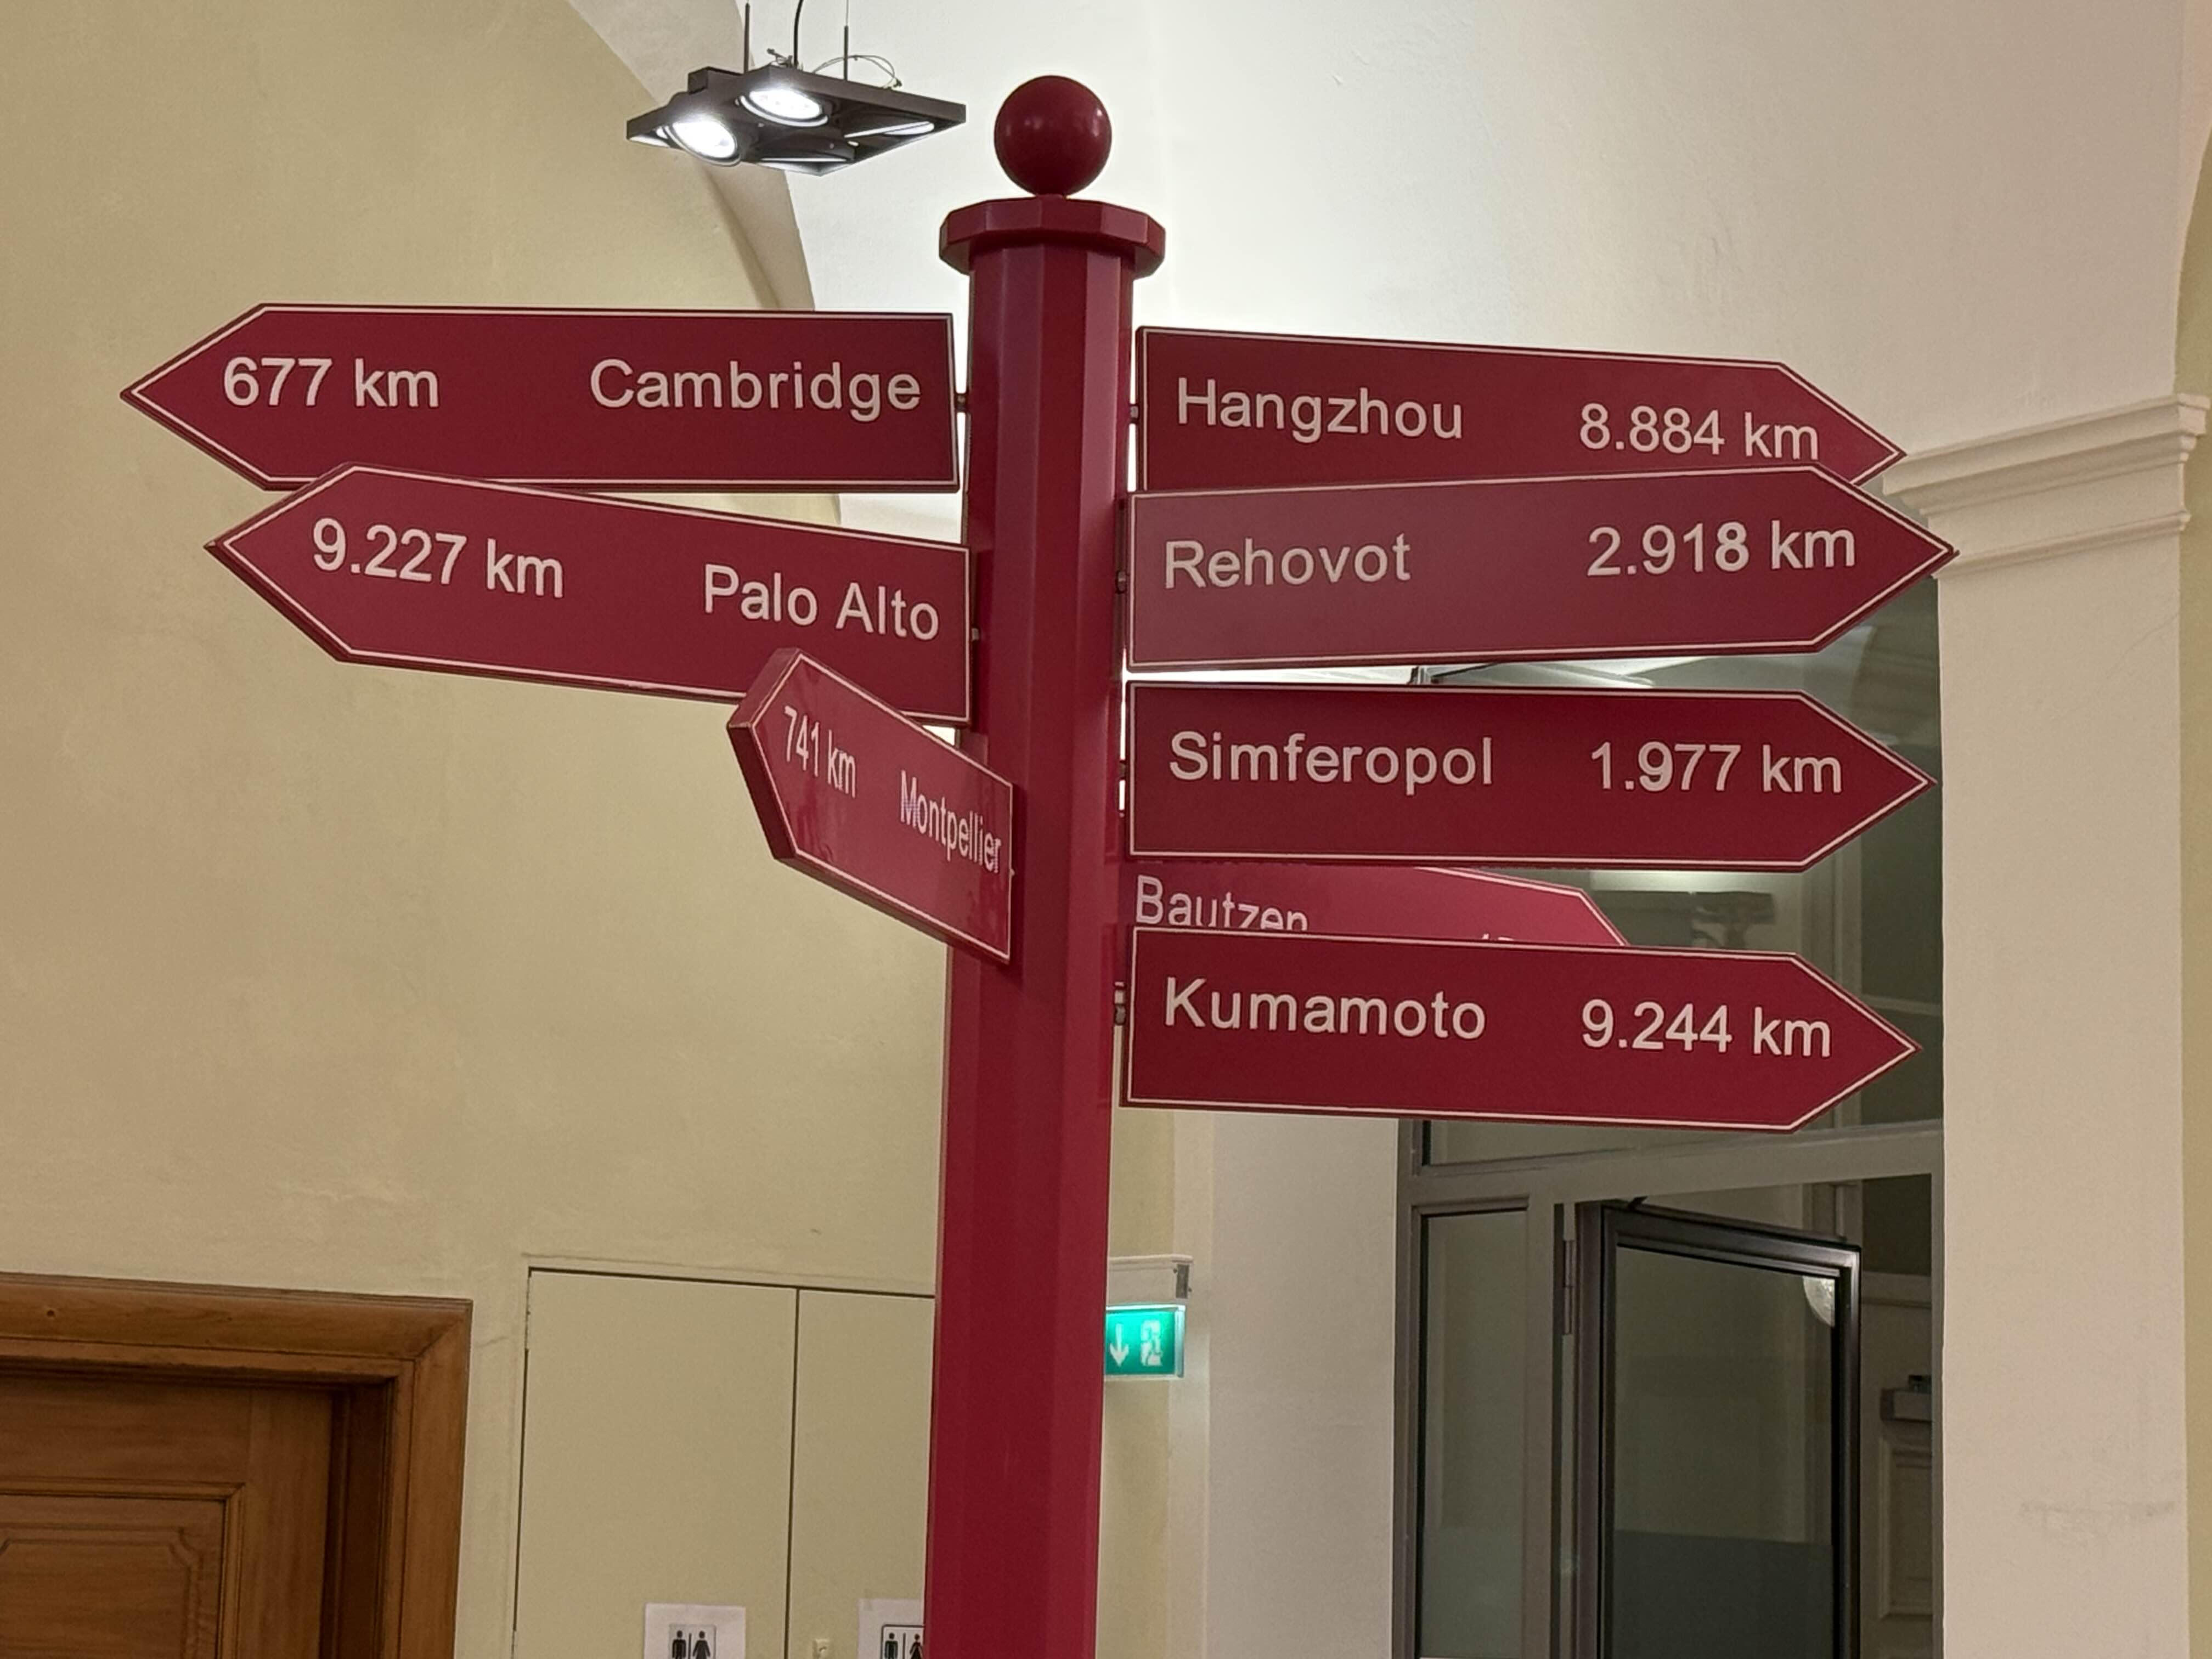 677 km Cambridge
9.227 km Palo Alto
741 km Montpellier
Hangzhou 8.884 km
Rehovot 2.918 km
Simferopol 1.977 km
Bautzen
Kumamoto 9.244 km